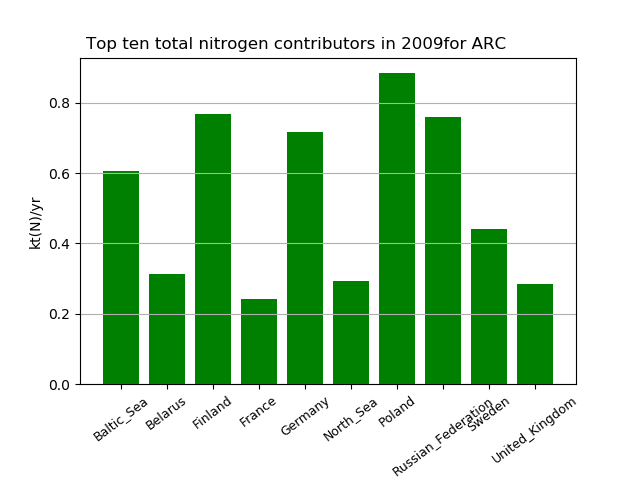 Top ten total nitrogen contributors in 2009for ARC
kt(N)/yr
0.8
0.6
0.4
0.2
0.0
Baltic_Sea
Belarus
Finland
France
Germany
North_Sea
Poland
Russian_Federation
Sweden
United_Kingdom